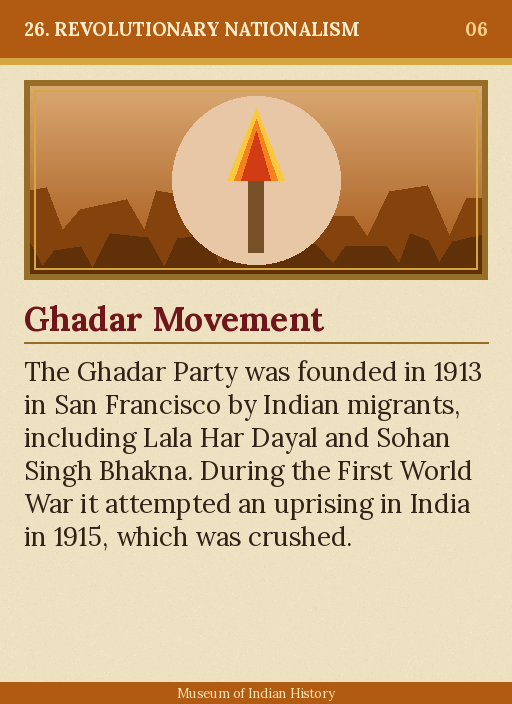 26. REVOLUTIONARY NATIONALISM 06
Ghadar Movement
The Ghadar Party was founded in 1913
in San Francisco by Indian migrants,
including Lala Har Dayal and Sohan
Singh Bhakna. During the First World
War it attempted an uprising in India
in 1915, which was crushed.
Museum of Indian History